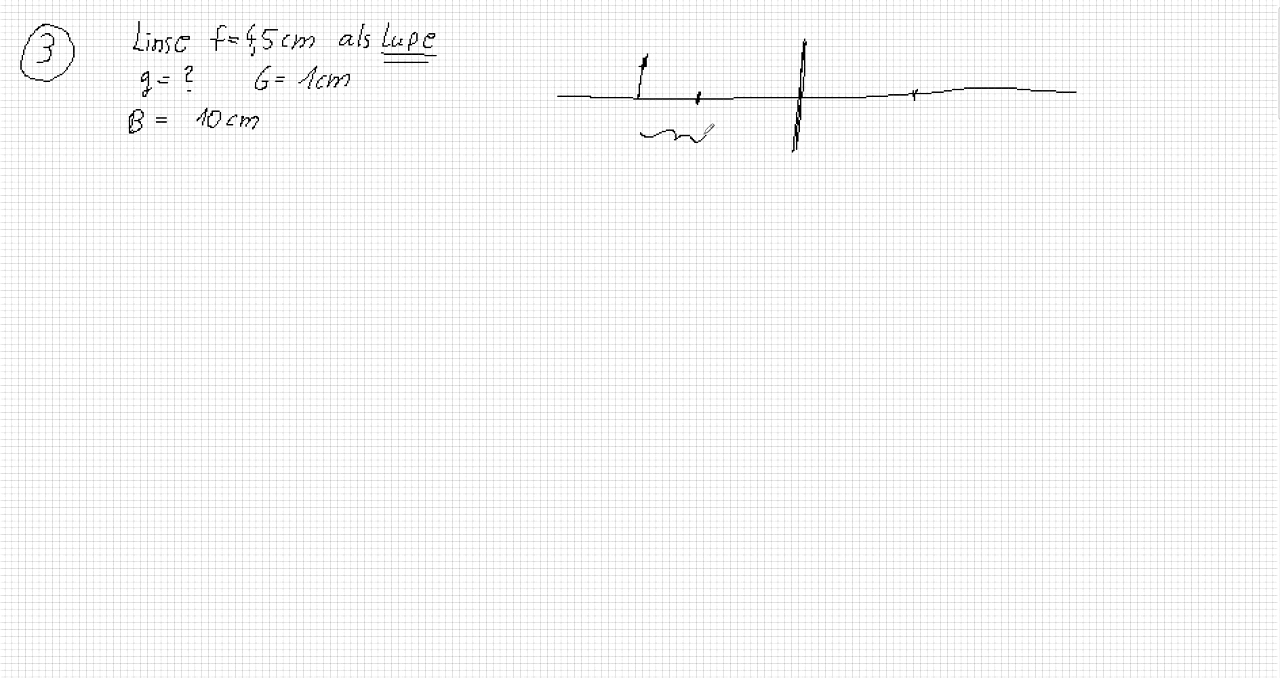 3
Linse f=4,5cm als Lupe
g=? G= 1cm
B = 10cm